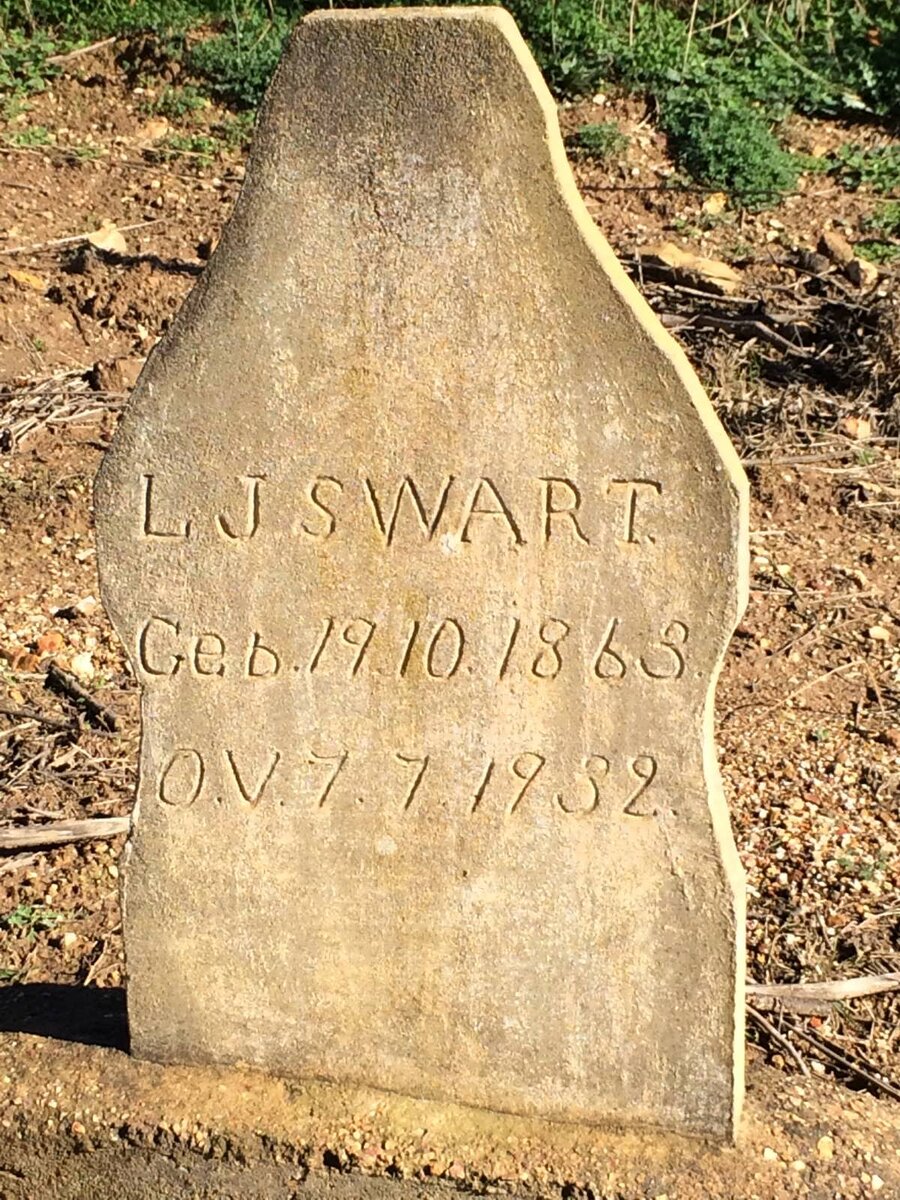 L J SWART.
Geb. 19.10.1863.
O.V. 7.7.1932.